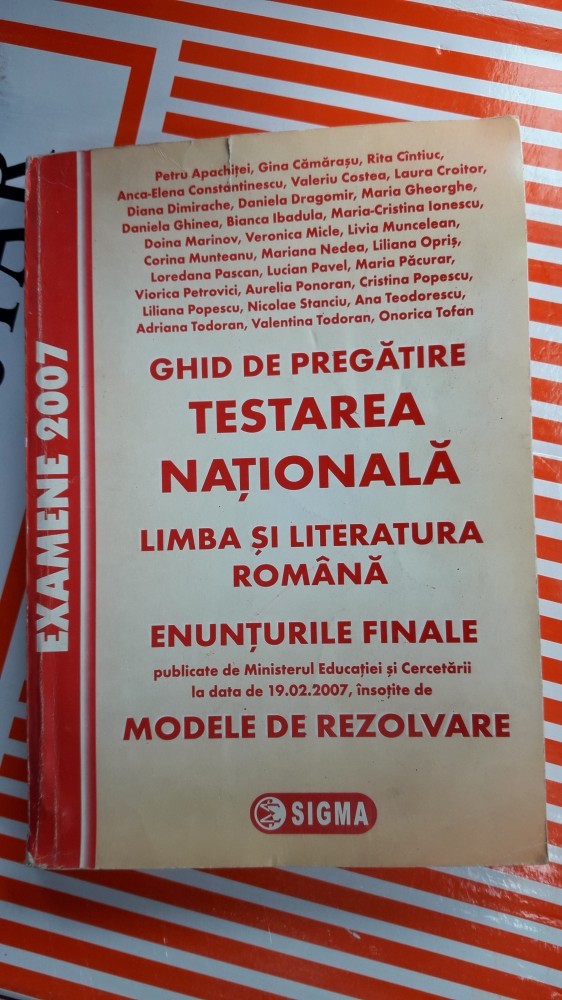 Petru Apachiței, Gina Cămărașu, Rita Cîntiuc,
Anca-Elena Constantinescu, Valeriu Costea, Laura Croitor,
Diana Dimirache, Daniela Dragomir, Maria Gheorghe,
Daniela Ghinea, Bianca Ibadula, Maria-Cristina Ionescu,
Doina Marinov, Veronica Micle, Livia Muncelean,
Corina Munteanu, Mariana Nedea, Liliana Opriș,
Loredana Pascan, Lucian Pavel, Maria Păcurar,
Viorica Petrovici, Aurelia Ponoran, Cristina Popescu,
Liliana Popescu, Nicolae Stanciu, Ana Teodorescu,
Adriana Todoran, Valentina Todoran, Onorica Tofan
EXAMENE 2007
GHID DE PREGĂTIRE
TESTAREA
NAȚIONALĂ
LIMBA ȘI LITERATURA
ROMÂNĂ
ENUNȚURILE FINALE
publicate de Ministerul Educației și Cercetării
la data de 19.02.2007, însoțite de
MODELE DE REZOLVARE
SIGMA